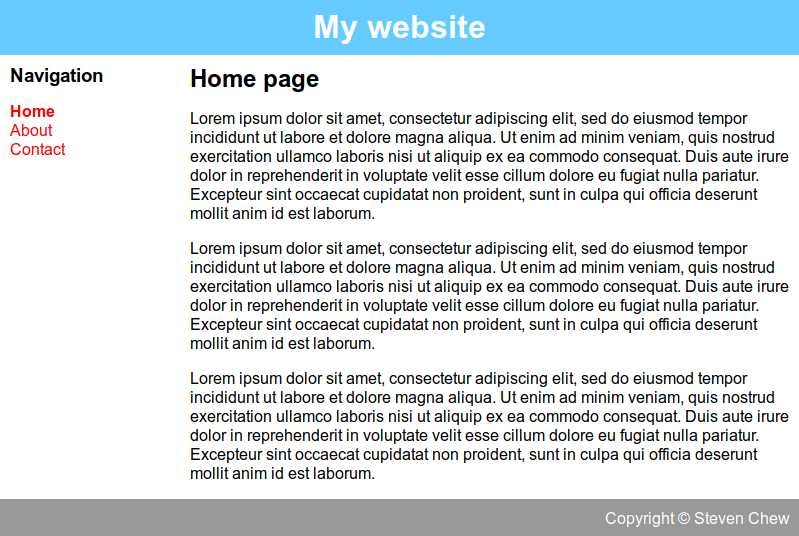 My website
Navigation
Home
About
Contact
Home page
Lorem ipsum dolor sit amet, consectetur adipiscing elit, sed do eiusmod tempor
incididunt ut labore et dolore magna aliqua. Ut enim ad minim veniam, quis nostrud
exercitation ullamco laboris nisi ut aliquip ex ea commodo consequat. Duis aute irure
dolor in reprehenderit in voluptate velit esse cillum dolore eu fugiat nulla pariatur.
Excepteur sint occaecat cupidatat non proident, sunt in culpa qui officia deserunt
mollit anim id est laborum.
Lorem ipsum dolor sit amet, consectetur adipiscing elit, sed do eiusmod tempor
incididunt ut labore et dolore magna aliqua. Ut enim ad minim veniam, quis nostrud
exercitation ullamco laboris nisi ut aliquip ex ea commodo consequat. Duis aute irure
dolor in reprehenderit in voluptate velit esse cillum dolore eu fugiat nulla pariatur.
Excepteur sint occaecat cupidatat non proident, sunt in culpa qui officia deserunt
mollit anim id est laborum.
Lorem ipsum dolor sit amet, consectetur adipiscing elit, sed do eiusmod tempor
incididunt ut labore et dolore magna aliqua. Ut enim ad minim veniam, quis nostrud
exercitation ullamco laboris nisi ut aliquip ex ea commodo consequat. Duis aute irure
dolor in reprehenderit in voluptate velit esse cillum dolore eu fugiat nulla pariatur.
Excepteur sint occaecat cupidatat non proident, sunt in culpa qui officia deserunt
mollit anim id est laborum.
Copyright © Steven Chew